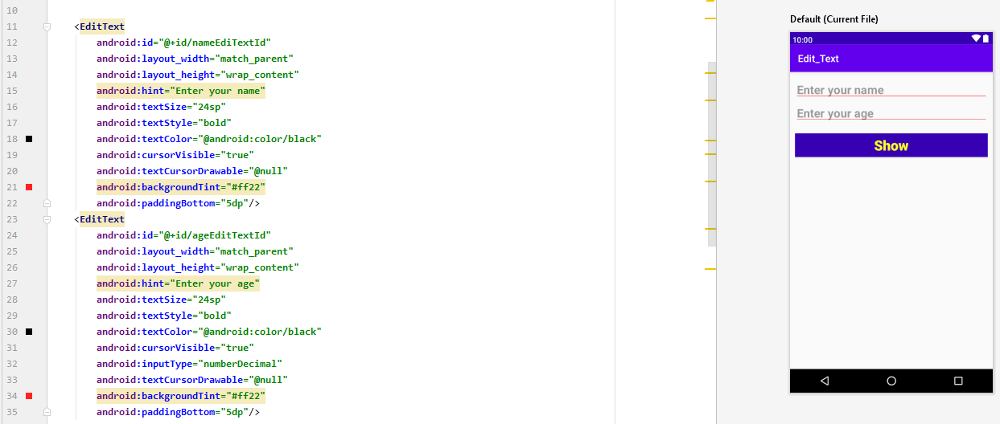 10
11 <EditText
12 android:id="@+id/nameEdiTextId"
13 android:layout_width="match_parent"
14 android:layout_height="wrap_content"
15 android:hint="Enter your name"
16 android:textSize="24sp"
17 android:textStyle="bold"
18 android:textColor="@android:color/black"
19 android:cursorVisible="true"
20 android:textCursorDrawable="@null"
21 android:backgroundTint="#ff22"
22 android:paddingBottom="5dp"/>
23 <EditText
24 android:id="@+id/ageEditTextId"
25 android:layout_width="match_parent"
26 android:layout_height="wrap_content"
27 android:hint="Enter your age"
28 android:textSize="24sp"
29 android:textStyle="bold"
30 android:textColor="@android:color/black"
31 android:cursorVisible="true"
32 android:inputType="numberDecimal"
33 android:textCursorDrawable="@null"
34 android:backgroundTint="#ff22"
35 android:paddingBottom="5dp"/>
Default (Current File)
10:00
Edit_Text
Enter your name
Enter your age
Show